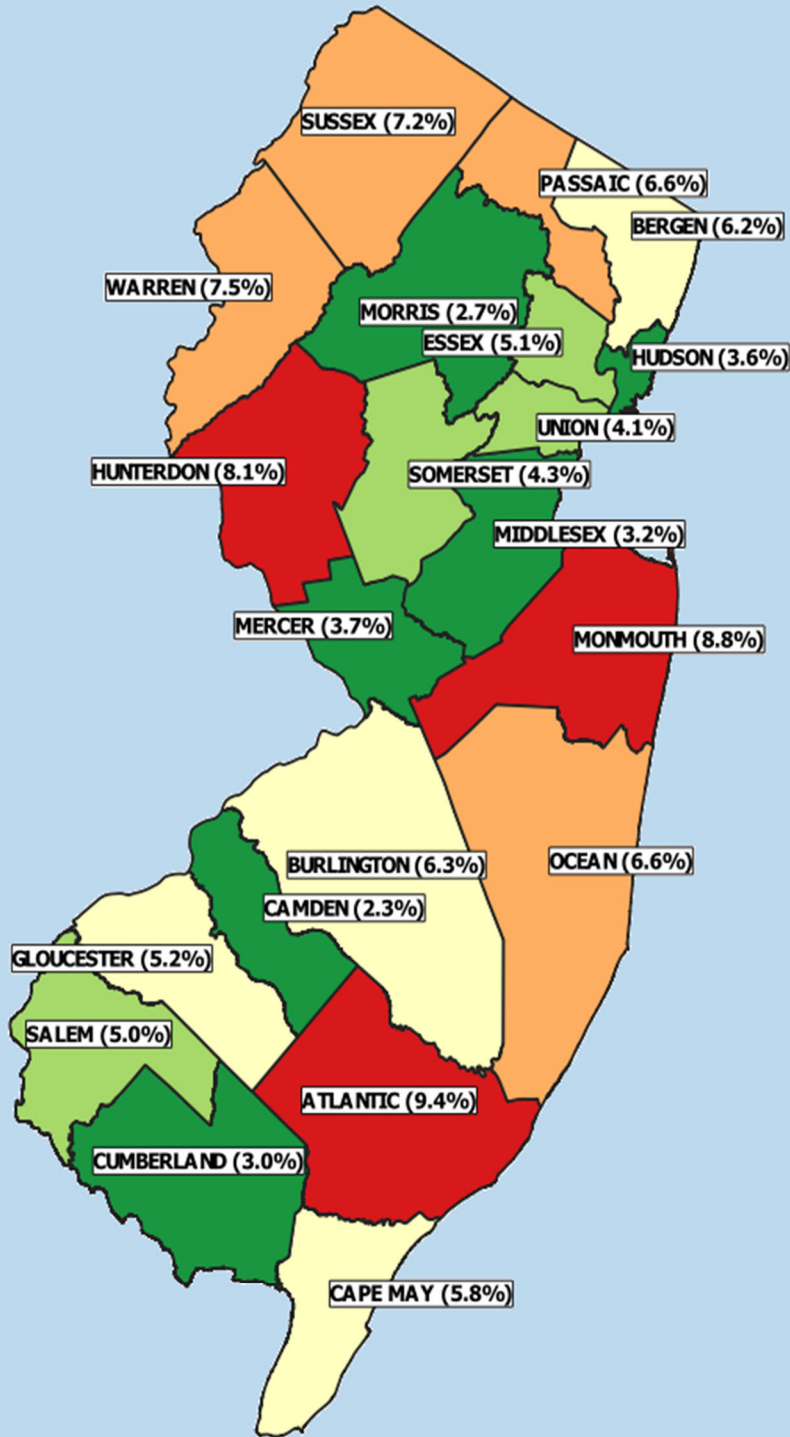 SUSSEX (7.2%)
PASSAIC (6.6%)
BERGEN (6.2%)
WARREN (7.5%)
MORRIS (2.7%)
ESSEX (5.1%)
HUDSON (3.6%)
UNION (4.1%)
HUNTERDON (8.1%)
SOMERSET (4.3%)
MIDDLESEX (3.2%)
MERCER (3.7%)
MONMOUTH (8.8%)
BURLINGTON (6.3%)
OCEAN (6.6%)
CAMDEN (2.3%)
GLOUCESTER (5.2%)
SALEM (5.0%)
ATLANTIC (9.4%)
CUMBERLAND (3.0%)
CAPE MAY (5.8%)